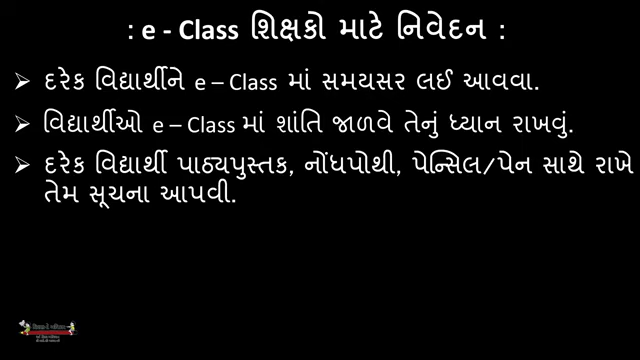 : e - Class શિક્ષકો માટે નિવેદન :
➢ દરેક વિદ્યાર્થીને e – Class માં સમયસર લઈ આવવા.
➢ વિદ્યાર્થીઓ e – Class માં શાંતિ જાળવે તેનું ધ્યાન રાખવું.
➢ દરેક વિદ્યાર્થી પાઠ્યપુસ્તક, નોંધપોથી, પેન્સિલ/પેન સાથે રાખે
તેમ સૂચના આપવી.